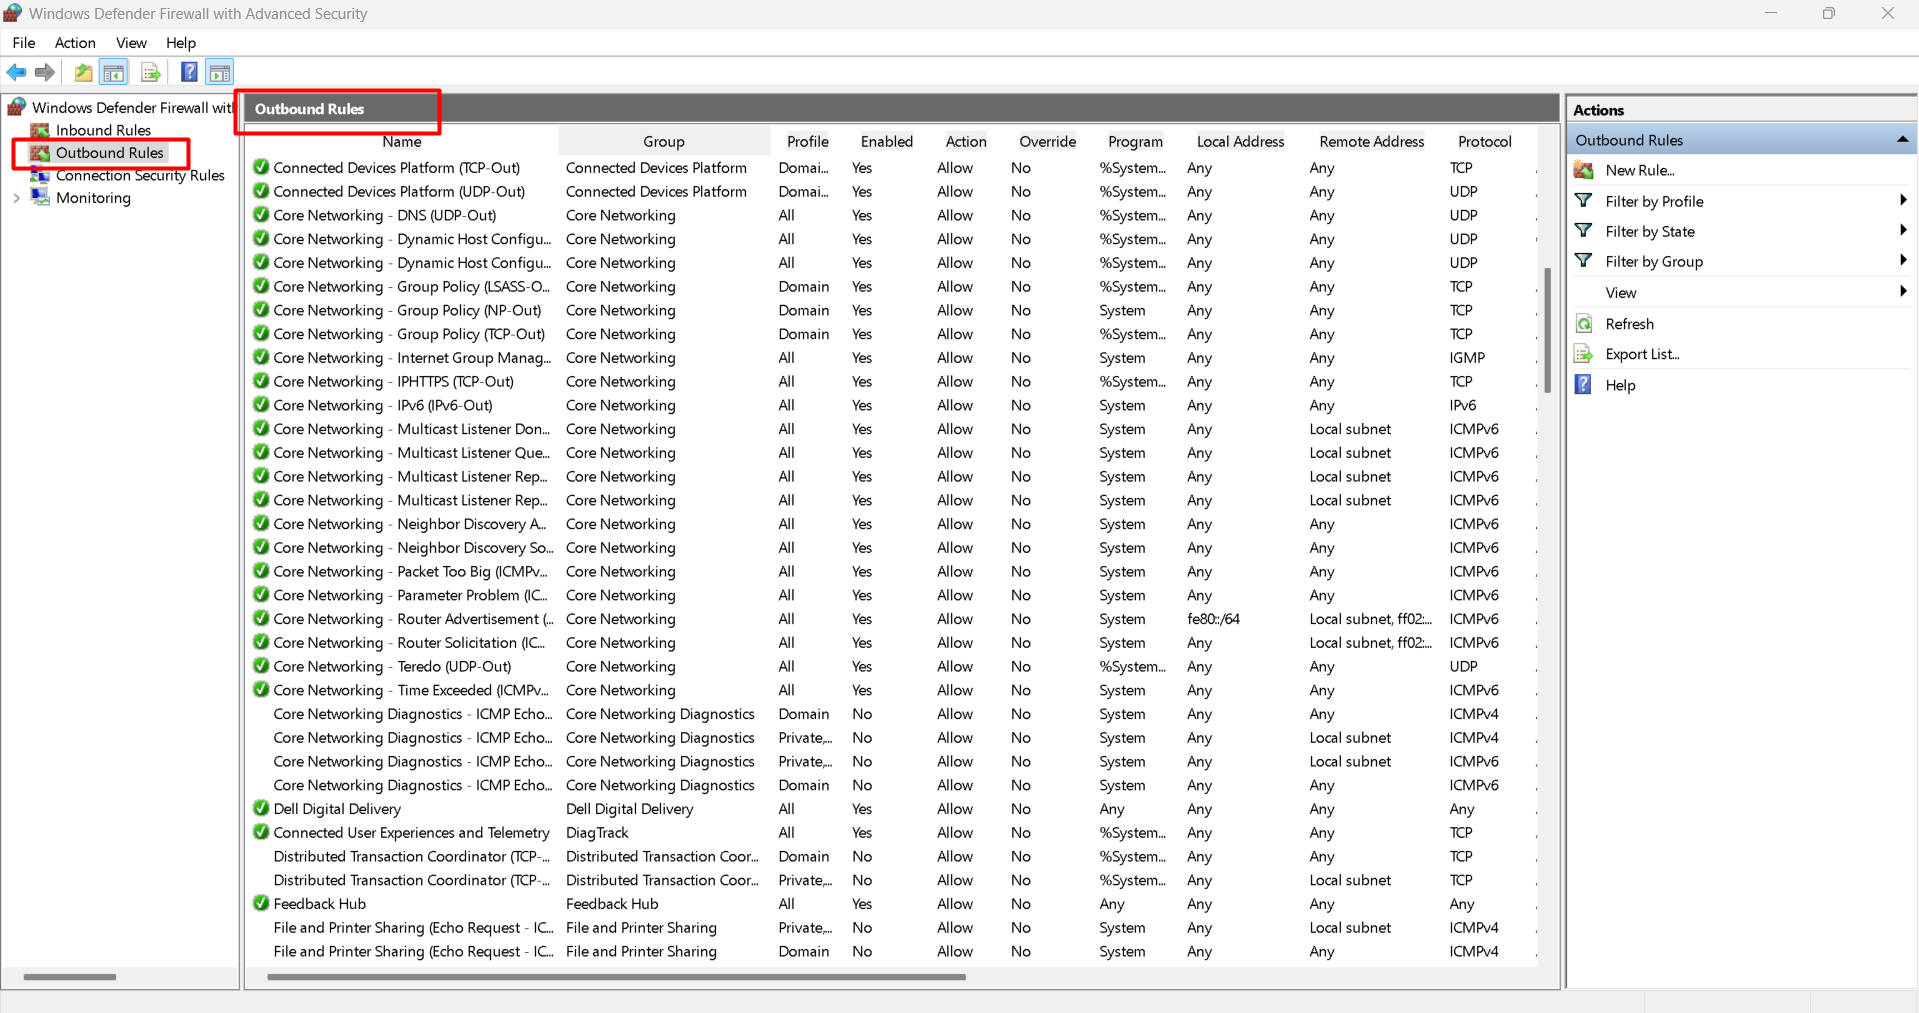 Windows Defender Firewall with Advanced Security
File Action View Help
Windows Defender Firewall with
Inbound Rules
Outbound Rules
Connection Security Rules
Monitoring
Outbound Rules
Name Group Profile Enabled Action Override Program Local Address Remote Address Protocol
Connected Devices Platform (TCP-Out) Connected Devices Platform Domai... Yes Allow No %System... Any Any TCP
Connected Devices Platform (UDP-Out) Connected Devices Platform Domai... Yes Allow No %System... Any Any UDP
Core Networking - DNS (UDP-Out) Core Networking All Yes Allow No %System... Any Any UDP
Core Networking - Dynamic Host Configu... Core Networking All Yes Allow No %System... Any Any UDP
Core Networking - Dynamic Host Configu... Core Networking All Yes Allow No %System... Any Any UDP
Core Networking - Group Policy (LSASS-O... Core Networking Domain Yes Allow No %System... Any Any TCP
Core Networking - Group Policy (NP-Out) Core Networking Domain Yes Allow No System Any Any TCP
Core Networking - Group Policy (TCP-Out) Core Networking Domain Yes Allow No %System... Any Any TCP
Core Networking - Internet Group Manag... Core Networking All Yes Allow No System Any Any IGMP
Core Networking - IPHTTPS (TCP-Out) Core Networking All Yes Allow No %System... Any Any TCP
Core Networking - IPv6 (IPv6-Out) Core Networking All Yes Allow No System Any Any IPv6
Core Networking - Multicast Listener Don... Core Networking All Yes Allow No System Any Local subnet ICMPv6
Core Networking - Multicast Listener Que... Core Networking All Yes Allow No System Any Local subnet ICMPv6
Core Networking - Multicast Listener Rep... Core Networking All Yes Allow No System Any Local subnet ICMPv6
Core Networking - Multicast Listener Rep... Core Networking All Yes Allow No System Any Local subnet ICMPv6
Core Networking - Neighbor Discovery A... Core Networking All Yes Allow No System Any Any ICMPv6
Core Networking - Neighbor Discovery So... Core Networking All Yes Allow No System Any Any ICMPv6
Core Networking - Packet Too Big (ICMPv... Core Networking All Yes Allow No System Any Any ICMPv6
Core Networking - Parameter Problem (IC... Core Networking All Yes Allow No System Any Any ICMPv6
Core Networking - Router Advertisement (... Core Networking All Yes Allow No System fe80::/64 Local subnet, ff02:... ICMPv6
Core Networking - Router Solicitation (IC... Core Networking All Yes Allow No System Any Local subnet, ff02:... ICMPv6
Core Networking - Teredo (UDP-Out) Core Networking All Yes Allow No %System... Any Any UDP
Core Networking - Time Exceeded (ICMPv... Core Networking All Yes Allow No System Any Any ICMPv6
Core Networking Diagnostics - ICMP Echo... Core Networking Diagnostics Domain No Allow No System Any Any ICMPv4
Core Networking Diagnostics - ICMP Echo... Core Networking Diagnostics Private,... No Allow No System Any Local subnet ICMPv4
Core Networking Diagnostics - ICMP Echo... Core Networking Diagnostics Private,... No Allow No System Any Local subnet ICMPv6
Core Networking Diagnostics - ICMP Echo... Core Networking Diagnostics Domain No Allow No System Any Any ICMPv6
Dell Digital Delivery Dell Digital Delivery All Yes Allow No Any Any Any Any
Connected User Experiences and Telemetry DiagTrack All Yes Allow No %System... Any Any TCP
Distributed Transaction Coordinator (TCP-... Distributed Transaction Coor... Domain No Allow No %System... Any Any TCP
Distributed Transaction Coordinator (TCP-... Distributed Transaction Coor... Private,... No Allow No %System... Any Local subnet TCP
Feedback Hub Feedback Hub All Yes Allow No Any Any Any Any
File and Printer Sharing (Echo Request - IC... File and Printer Sharing Private,... No Allow No System Any Local subnet ICMPv4
File and Printer Sharing (Echo Request - IC... File and Printer Sharing Domain No Allow No System Any Any ICMPv4
Actions
Outbound Rules
New Rule...
Filter by Profile
Filter by State
Filter by Group
View
Refresh
Export List...
Help